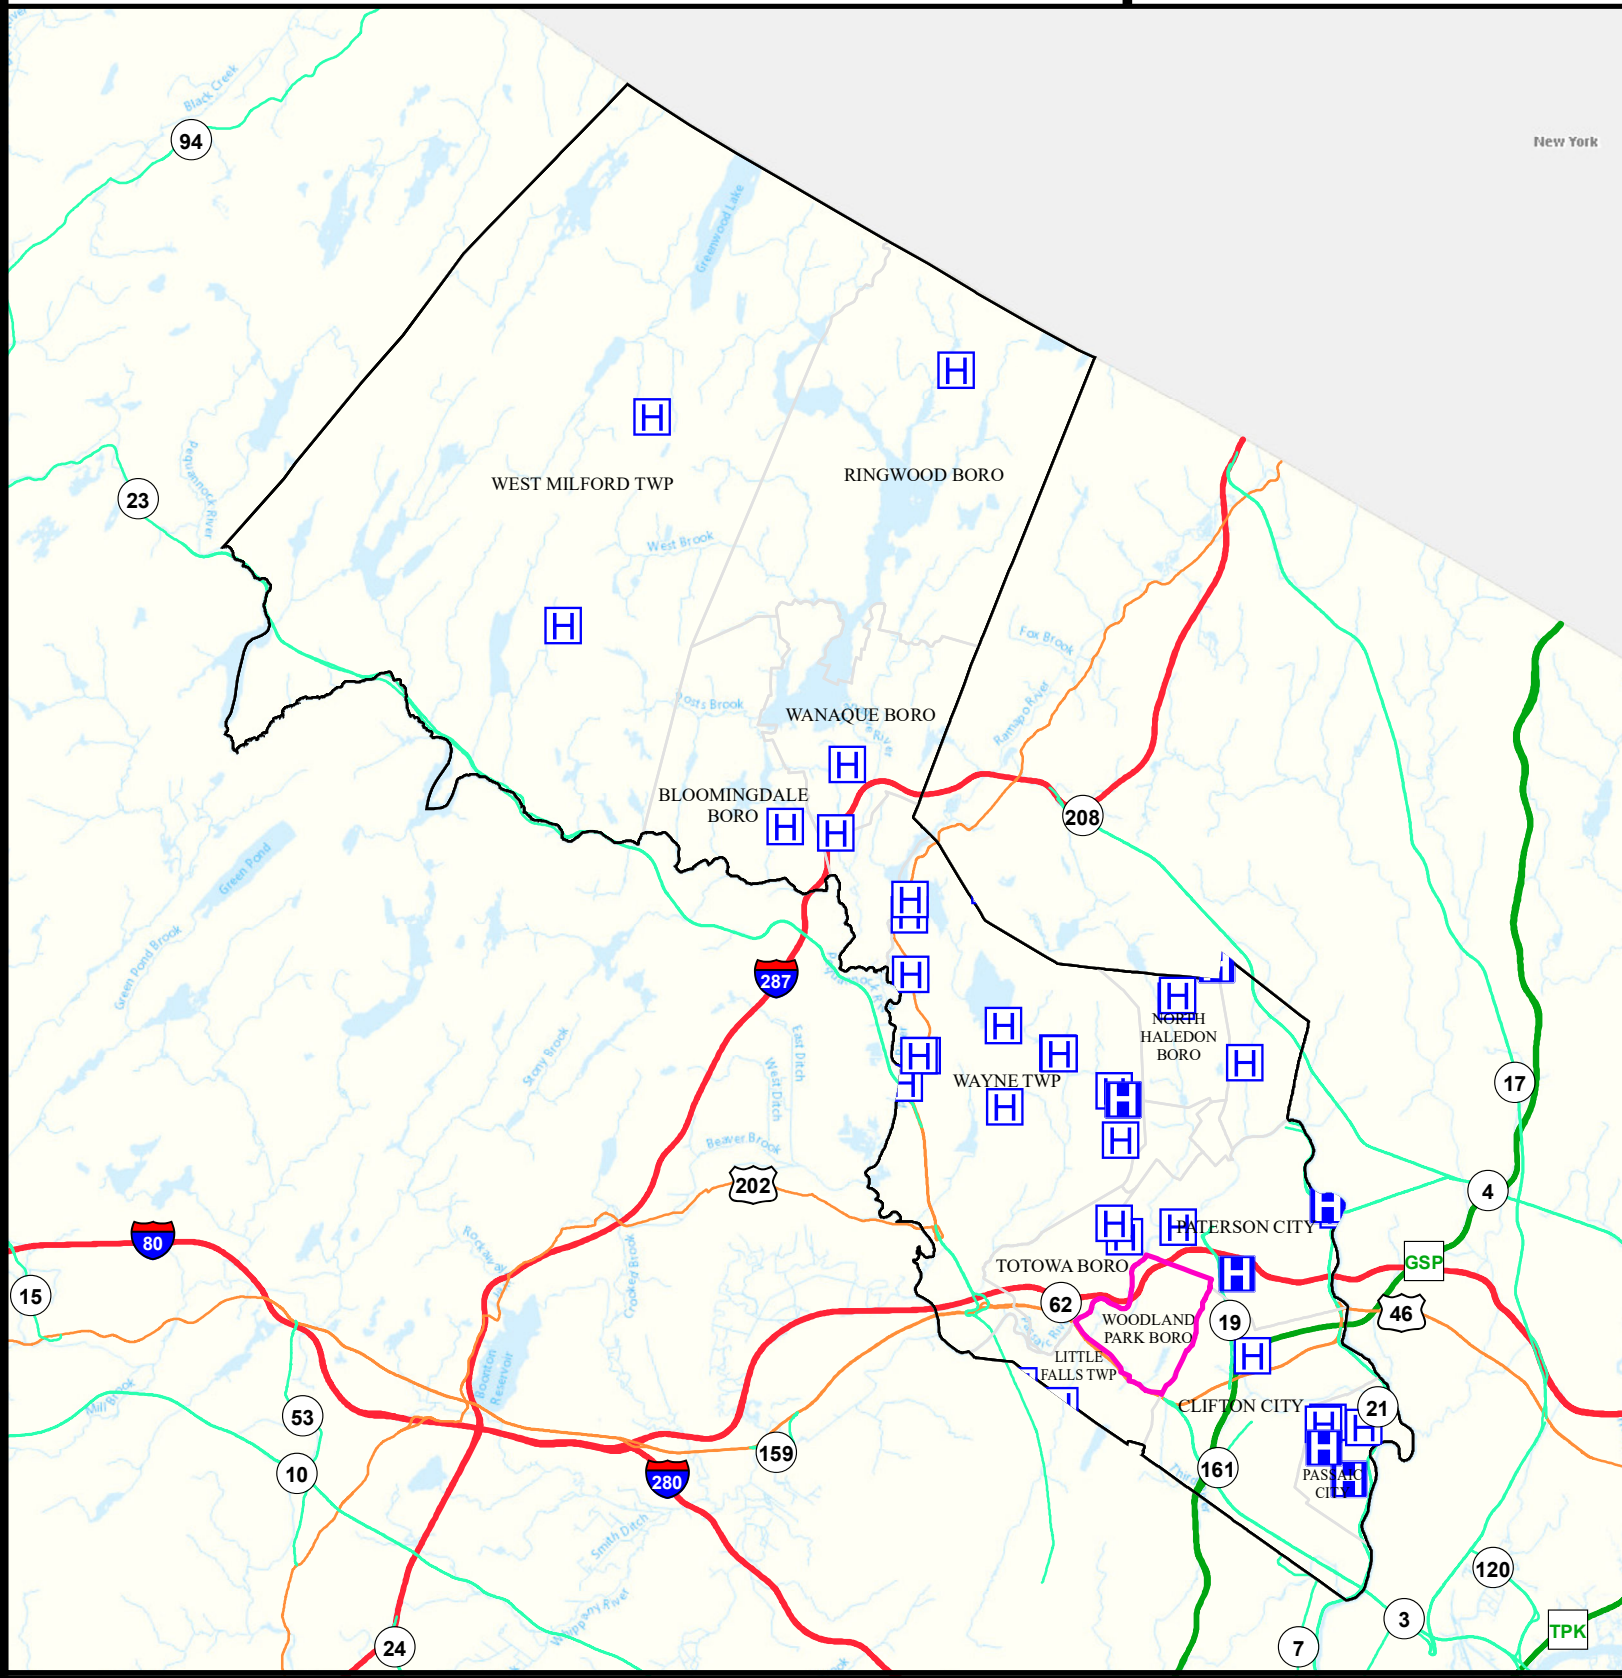 New York
Black Creek
94
Greenwood Lake
H
H
RINGWOOD BORO
WEST MILFORD TWP
23
Pequannock River
West Brook
H
Fox Brook
Ramapo River
WANAQUE BORO
H
BLOOMINGDALE
BORO
H
H
208
Green Pond
H
H
Green Pond Brook
287
H
H
NORTH
HALEDON
BORO
H
H
H
H
H
WAYNE TWP
H
H
H
H
H
17
Stony Brook
East Ditch
West Ditch
Beaver Brook
202
4
H
H
H
H
PATERSON CITY
80
Crooked Brook
TOTOWA BORO
H
GSP
15
62
46
19
WOODLAND
PARK BORO
H
LITTLE
FALLS TWP
Boonton
Reservoir
Mill Brook
53
CLIFTON CITY
21
H
H
H
H
159
10
280
161
PASSAIC
CITY
Smith Ditch
120
Whippany River
24
7
3
TPK